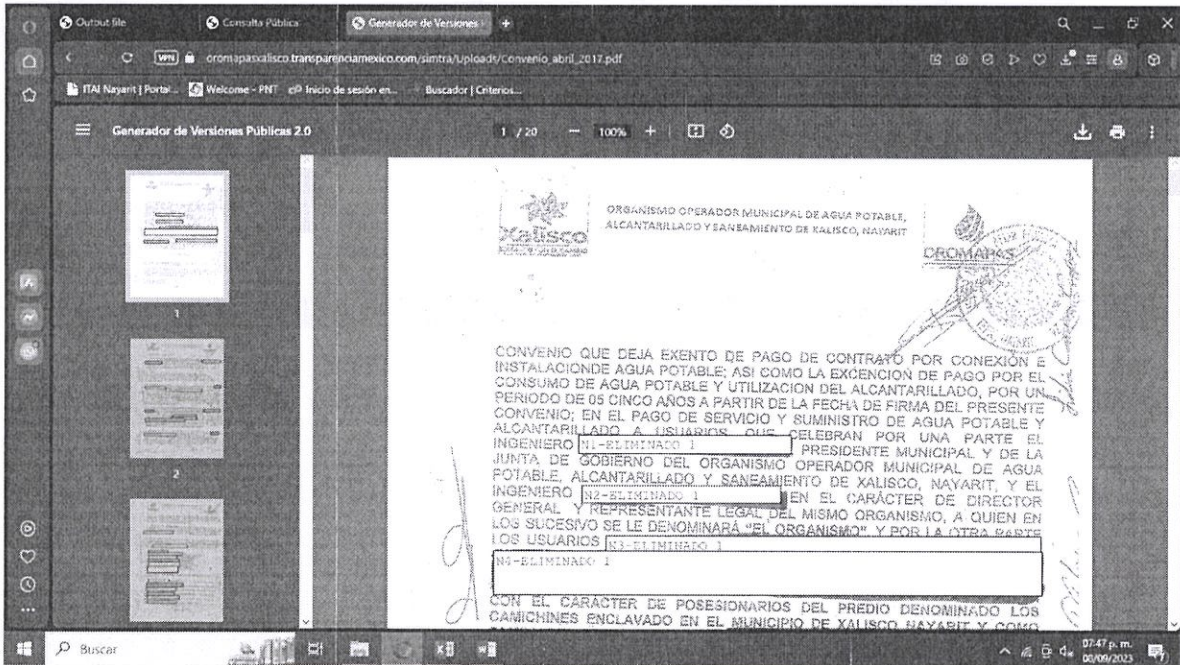 Output file
Consulta Pública
Generador de Versiones
VPN
oromapasxalisco.transparenciamexico.com/simtra/Uploads/Convenio_abril_2017.pdf
ITAI Nayarit | Portal...
Welcome - PNT
Inicio de sesión en...
Buscador | Criterios...
Generador de Versiones Públicas 2.0
1 / 20
100%
1
2
Xalisco
ORGANISMO OPERADOR MUNICIPAL DE AGUA POTABLE,
ALCANTARILLADO Y SANEAMIENTO DE XALISCO, NAYARIT
OROMAPAS
CONVENIO QUE DEJA EXENTO DE PAGO DE CONTRATO POR CONEXIÓN E
INSTALACIONDE AGUA POTABLE; ASI COMO LA EXCENCIÓN DE PAGO POR EL
CONSUMO DE AGUA POTABLE Y UTILIZACION DEL ALCANTARILLADO, POR UN
PERIODO DE 05 CINCO AÑOS A PARTIR DE LA FECHA DE FIRMA DEL PRESENTE
CONVENIO; EN EL PAGO DE SERVICIO Y SUMINISTRO DE AGUA POTABLE Y
ALCANTARILLADO A USUARIOS QUE CELEBRAN POR UNA PARTE EL
INGENIERO N1-ELIMINADO 1 PRESIDENTE MUNICIPAL Y DE LA
JUNTA DE GOBIERNO DEL ORGANISMO OPERADOR MUNICIPAL DE AGUA
POTABLE, ALCANTARILLADO Y SANEAMIENTO DE XALISCO, NAYARIT, Y EL
INGENIERO N2-ELIMINADO 1 EN EL CARÁCTER DE DIRECTOR
GENERAL Y REPRESENTANTE LEGAL DEL MISMO ORGANISMO, A QUIEN EN
LOS SUCESIVO SE LE DENOMINARÁ "EL ORGANISMO" Y POR LA OTRA PARTE
LOS USUARIOS N3-ELIMINADO 1
N4-ELIMINADO 1
CON EL CARÁCTER DE POSESIONARIOS DEL PREDIO DENOMINADO LOS
CAMICHINES ENCLAVADO EN EL MUNICIPIO DE XALISCO NAYARIT Y COMO
Buscar
07:47 p. m.
08/09/2023